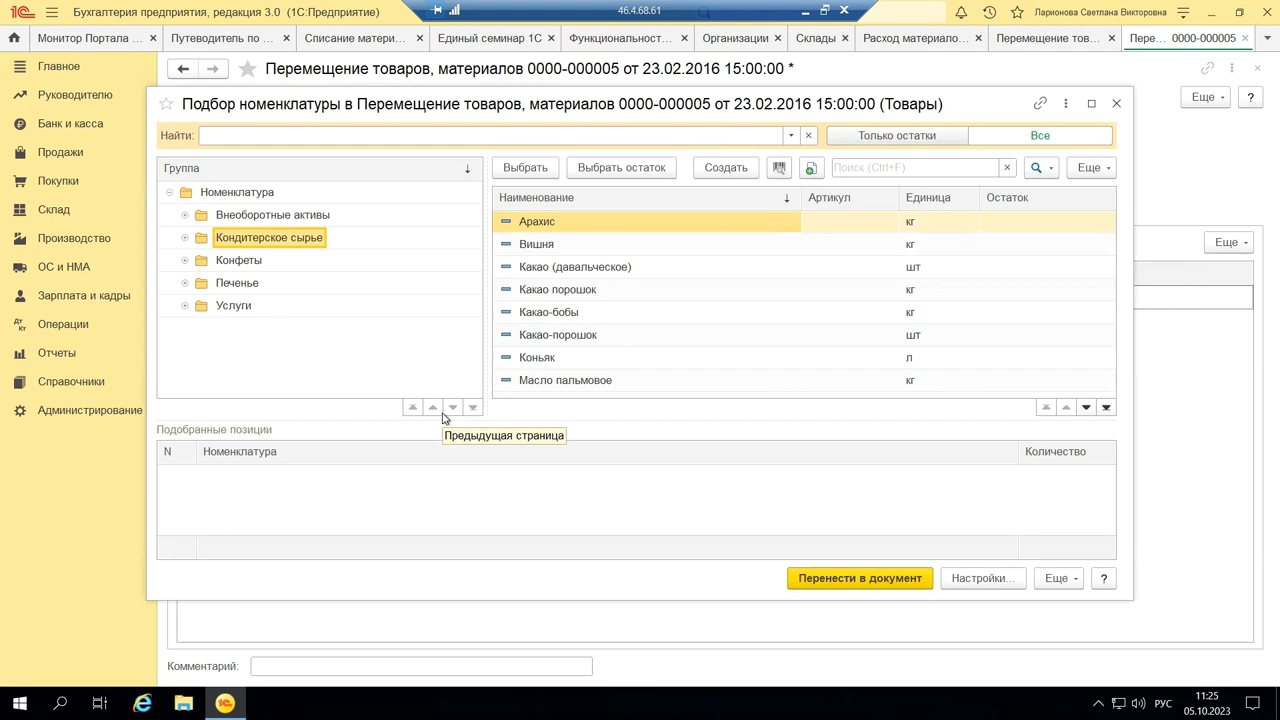 Бухгалтерия предприятия, редакция 3.0 (1С:Предприятие)
46.4.68.61
Ларионова Светлана Викторовна
Монитор Портала ...
Путеводитель по ...
Списание матери...
Единый семинар 1С
Функциональност...
Организации
Склады
Расход материало...
Перемещение тов...
Пере... 0000-000005
Главное
Руководителю
Банк и касса
Продажи
Покупки
Склад
Производство
ОС и НМА
Зарплата и кадры
Операции
Отчеты
Справочники
Администрирование
Перемещение товаров, материалов 0000-000005 от 23.02.2016 15:00:00 *
Еще
?
Еще
Подбор номенклатуры в Перемещение товаров, материалов 0000-000005 от 23.02.2016 15:00:00 (Товары)
Найти:
Только остатки
Все
Группа
Номенклатура
Внеоборотные активы
Кондитерское сырье
Конфеты
Печенье
Услуги
Выбрать
Выбрать остаток
Создать
Поиск (Ctrl+F)
Еще
Наименование Артикул Единица Остаток
Арахис кг
Вишня кг
Какао (давальческое) шт
Какао порошок кг
Какао-бобы кг
Какао-порошок шт
Коньяк л
Масло пальмовое кг
Предыдущая страница
Подобранные позиции
N Номенклатура Количество
Перенести в документ
Настройки...
Еще
?
Комментарий:
РУС
11:25
05.10.2023